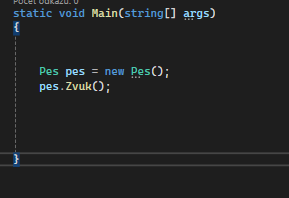 Počet odkazů: 0
static void Main(string[] args)
{
Pes pes = new Pes();
pes.Zvuk();
}